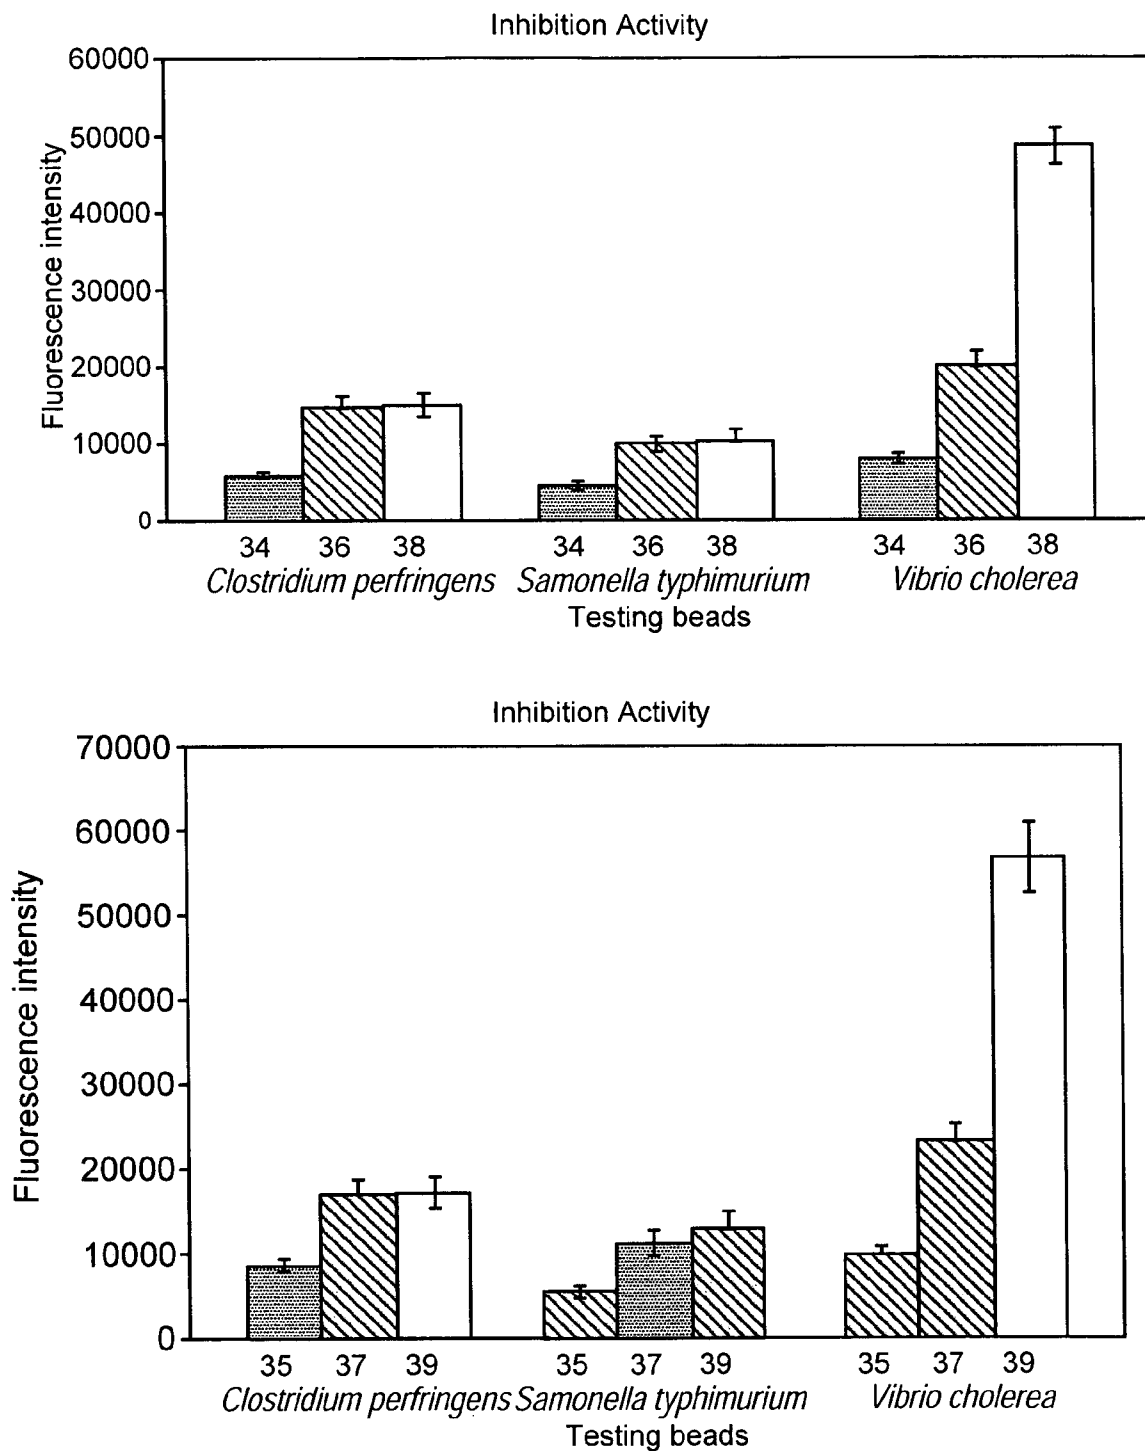 Inhibition Activity
60000
50000
40000
30000
20000
10000
0
Fluorescence intensity
34 36 38 34 36 38 34 36 38
Clostridium perfringens Samonella typhimurium Vibrio cholerea
Testing beads
Inhibition Activity
70000
60000
50000
40000
30000
20000
10000
0
Fluorescence intensity
35 37 39 35 37 39 35 37 39
Clostridium perfringens Samonella typhimurium Vibrio cholerea
Testing beads